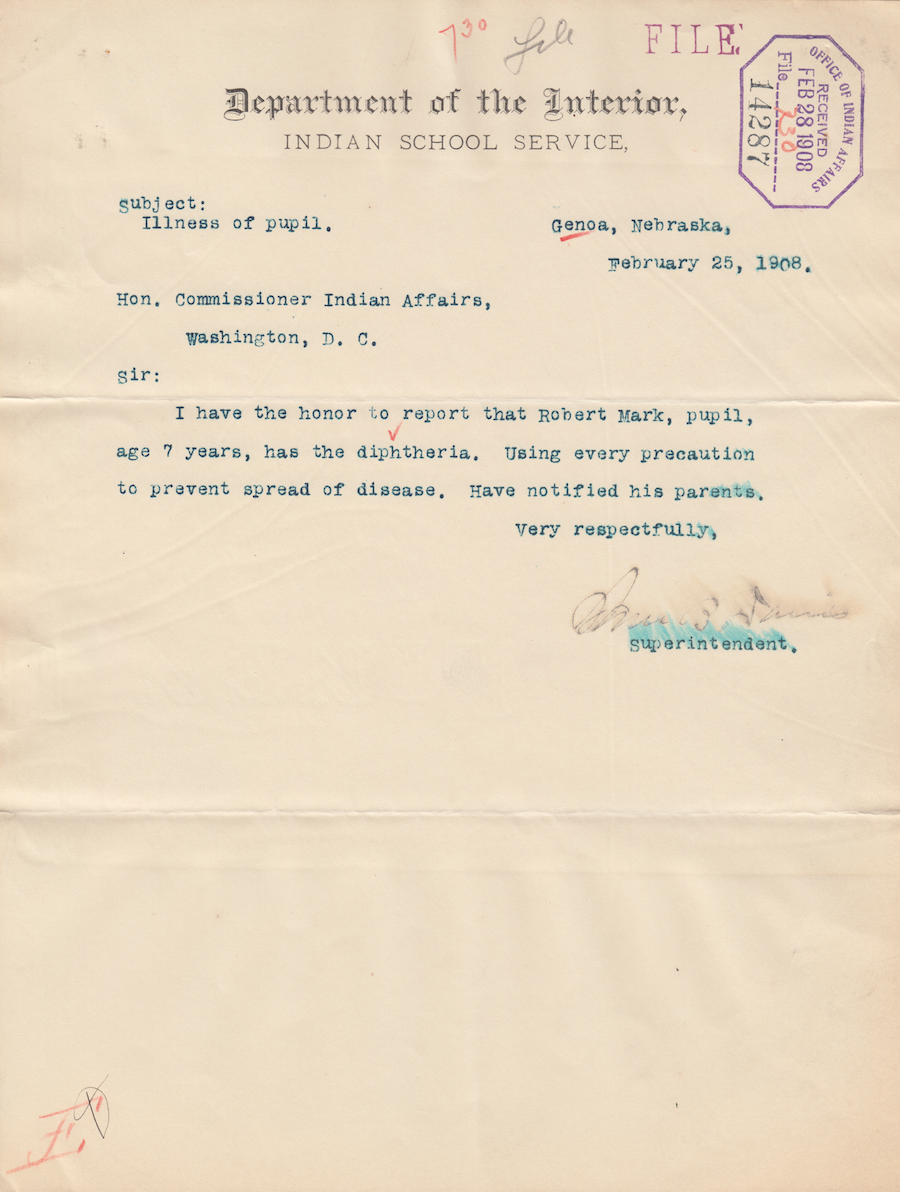 730 file
FILE
OFFICE OF INDIAN AFFAIRS
RECEIVED
FEB 28 1908
File 230
14287
Department of the Interior,
INDIAN SCHOOL SERVICE,
Subject:
Illness of pupil.
Genoa, Nebraska,
February 25, 1908.
Hon. Commissioner Indian Affairs,
Washington, D. C.
Sir:
I have the honor to report that Robert Mark, pupil,
age 7 years, has the diphtheria. Using every precaution
to prevent spread of disease. Have notified his parents.
Very respectfully,
Davis
Superintendent.